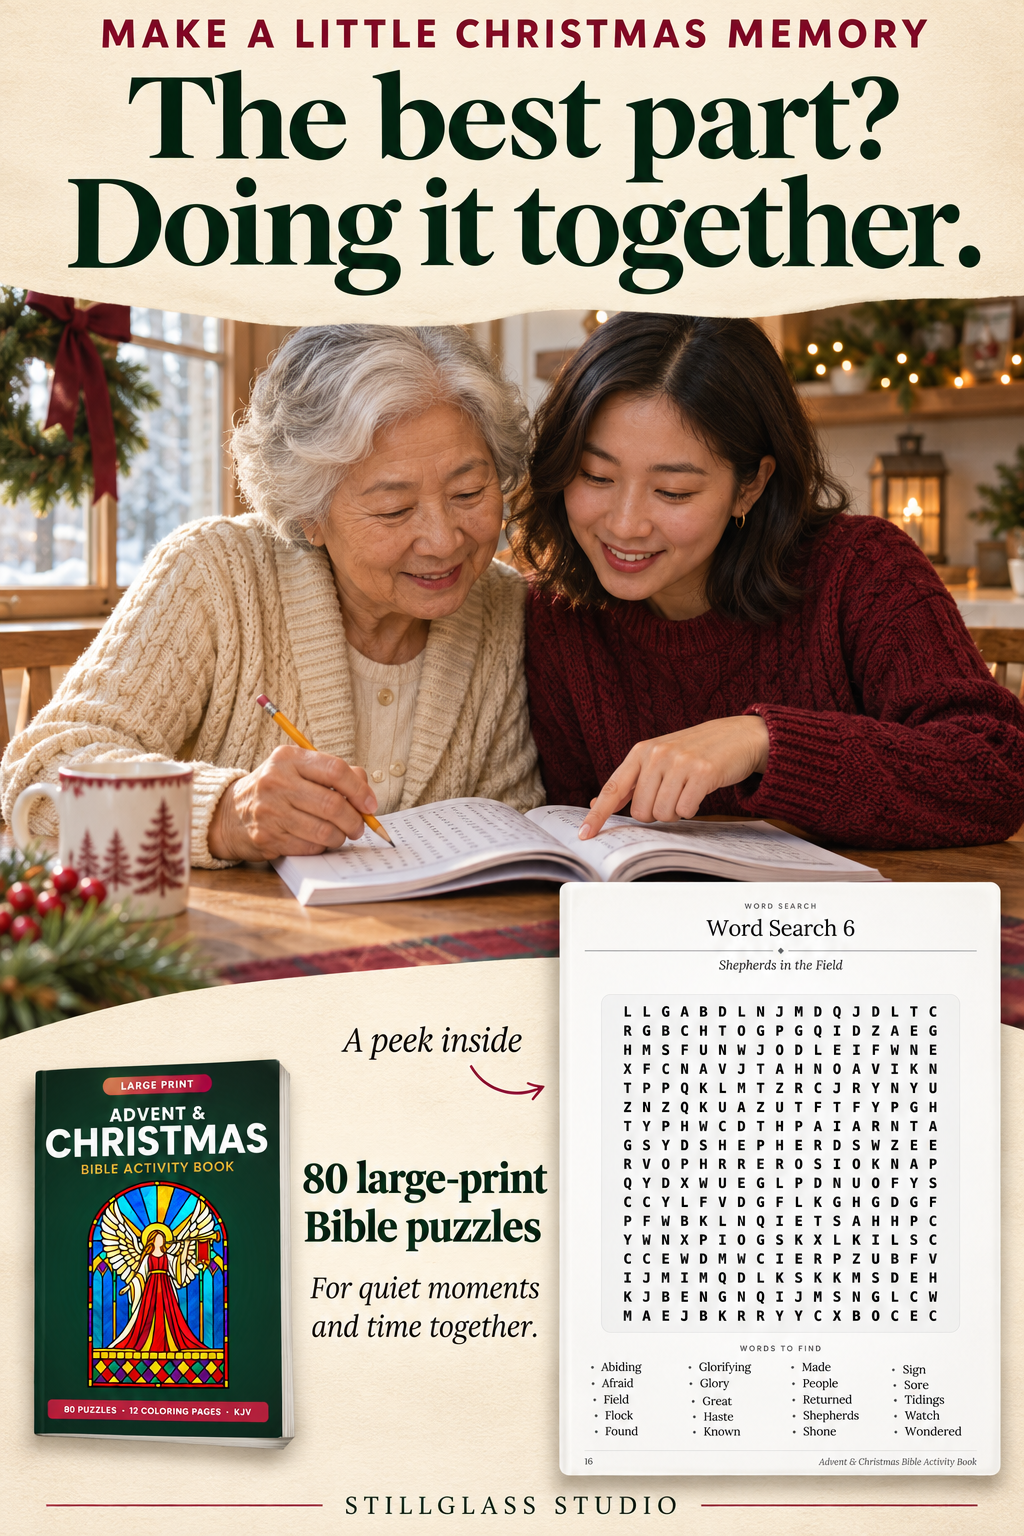 MAKE A LITTLE CHRISTMAS MEMORY
The best part?
Doing it together.
A peek inside
LARGE PRINT
ADVENT &
CHRISTMAS
BIBLE ACTIVITY BOOK
80 PUZZLES • 12 COLORING PAGES • KJV
80 large-print
Bible puzzles
For quiet moments
and time together.
WORD SEARCH
Word Search 6
Shepherds in the Field
L L G A B D L N J M D Q J D L T C
R G B C H T O G P G Q I D Z A E G
H M S F U N W J O D L E I F W N E
X F C N A V J T A H N O A V I K N
T P P Q K L M T Z R C J R Y N Y U
Z N Z Q K U A Z U T F T F Y P G H
T Y P H W C D T H P A I A R N T A
G S Y D S H E P H E R D S W Z E E
R V O P H R R E R O S I O K N A P
Q Y D X W U E G L P D N U O F Y S
C C Y L F V D G F L K G H G D G F
P F W B K L N Q I E T S A H H P C
Y W N X P I O G S K X L K I L S C
C C E W D M W C I E R P Z U B F V
I J M I M Q D L K S K K M S D E H
K J B E N G N Q I J M S N G L C W
M A E J B K R R Y Y C X B O C E C
WORDS TO FIND
• Abiding • Glorifying • Made • Sign
• Afraid • Glory • People • Sore
• Field • Great • Returned • Tidings
• Flock • Haste • Shepherds • Watch
• Found • Known • Shone • Wondered
16 Advent & Christmas Bible Activity Book
STILLGLASS STUDIO